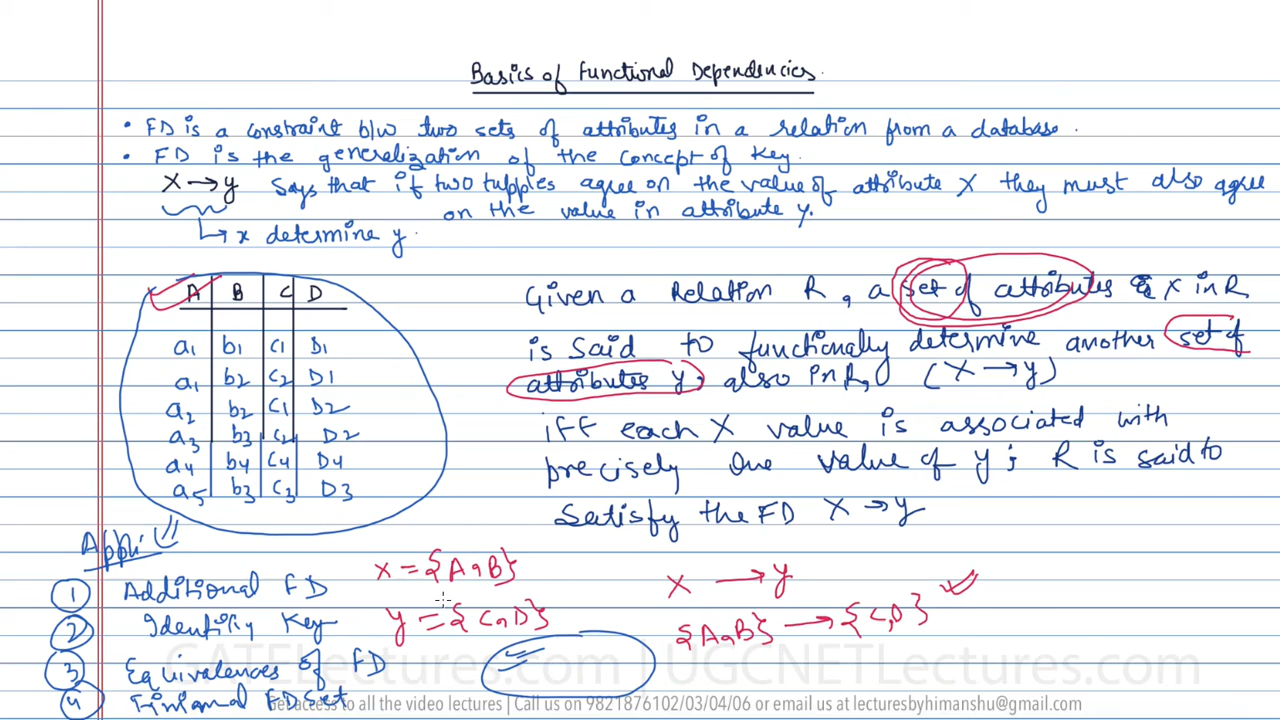 Basics of Functional Dependencies.
• FD is a constraint b/w two sets of attributes in a relation from a database.
• FD is the generalization of the concept of Key.
X → y Says that if two tupples agree on the value of attribute X they must also agree
on the value in attribute y.
x determine y.
A B C D
a1 b1 c1 D1
a1 b2 c2 D1
a2 b2 c1 D2
a3 b3 c2 D2
a4 b4 c4 D4
a5 b3 c3 D3
Given a Relation R, a set of attributes X in R
is said to functionally determine another set of
attributes y, also in R, (X → y)
iff each X value is associated with
precisely One value of y; R is said to
Satisfy the FD X → y
Appli
1 Additional FD
2 Identify Key
3 Equivalences of FD
4 FD Set
X = {A, B}
y = {C, D}
X → y
{A, B} → {C, D}
GATELectures.com | UGCNETLectures.com
Get access to all the video lectures | Call us on 9821876102/03/04/06 or email us at lecturesbyhimanshu@gmail.com